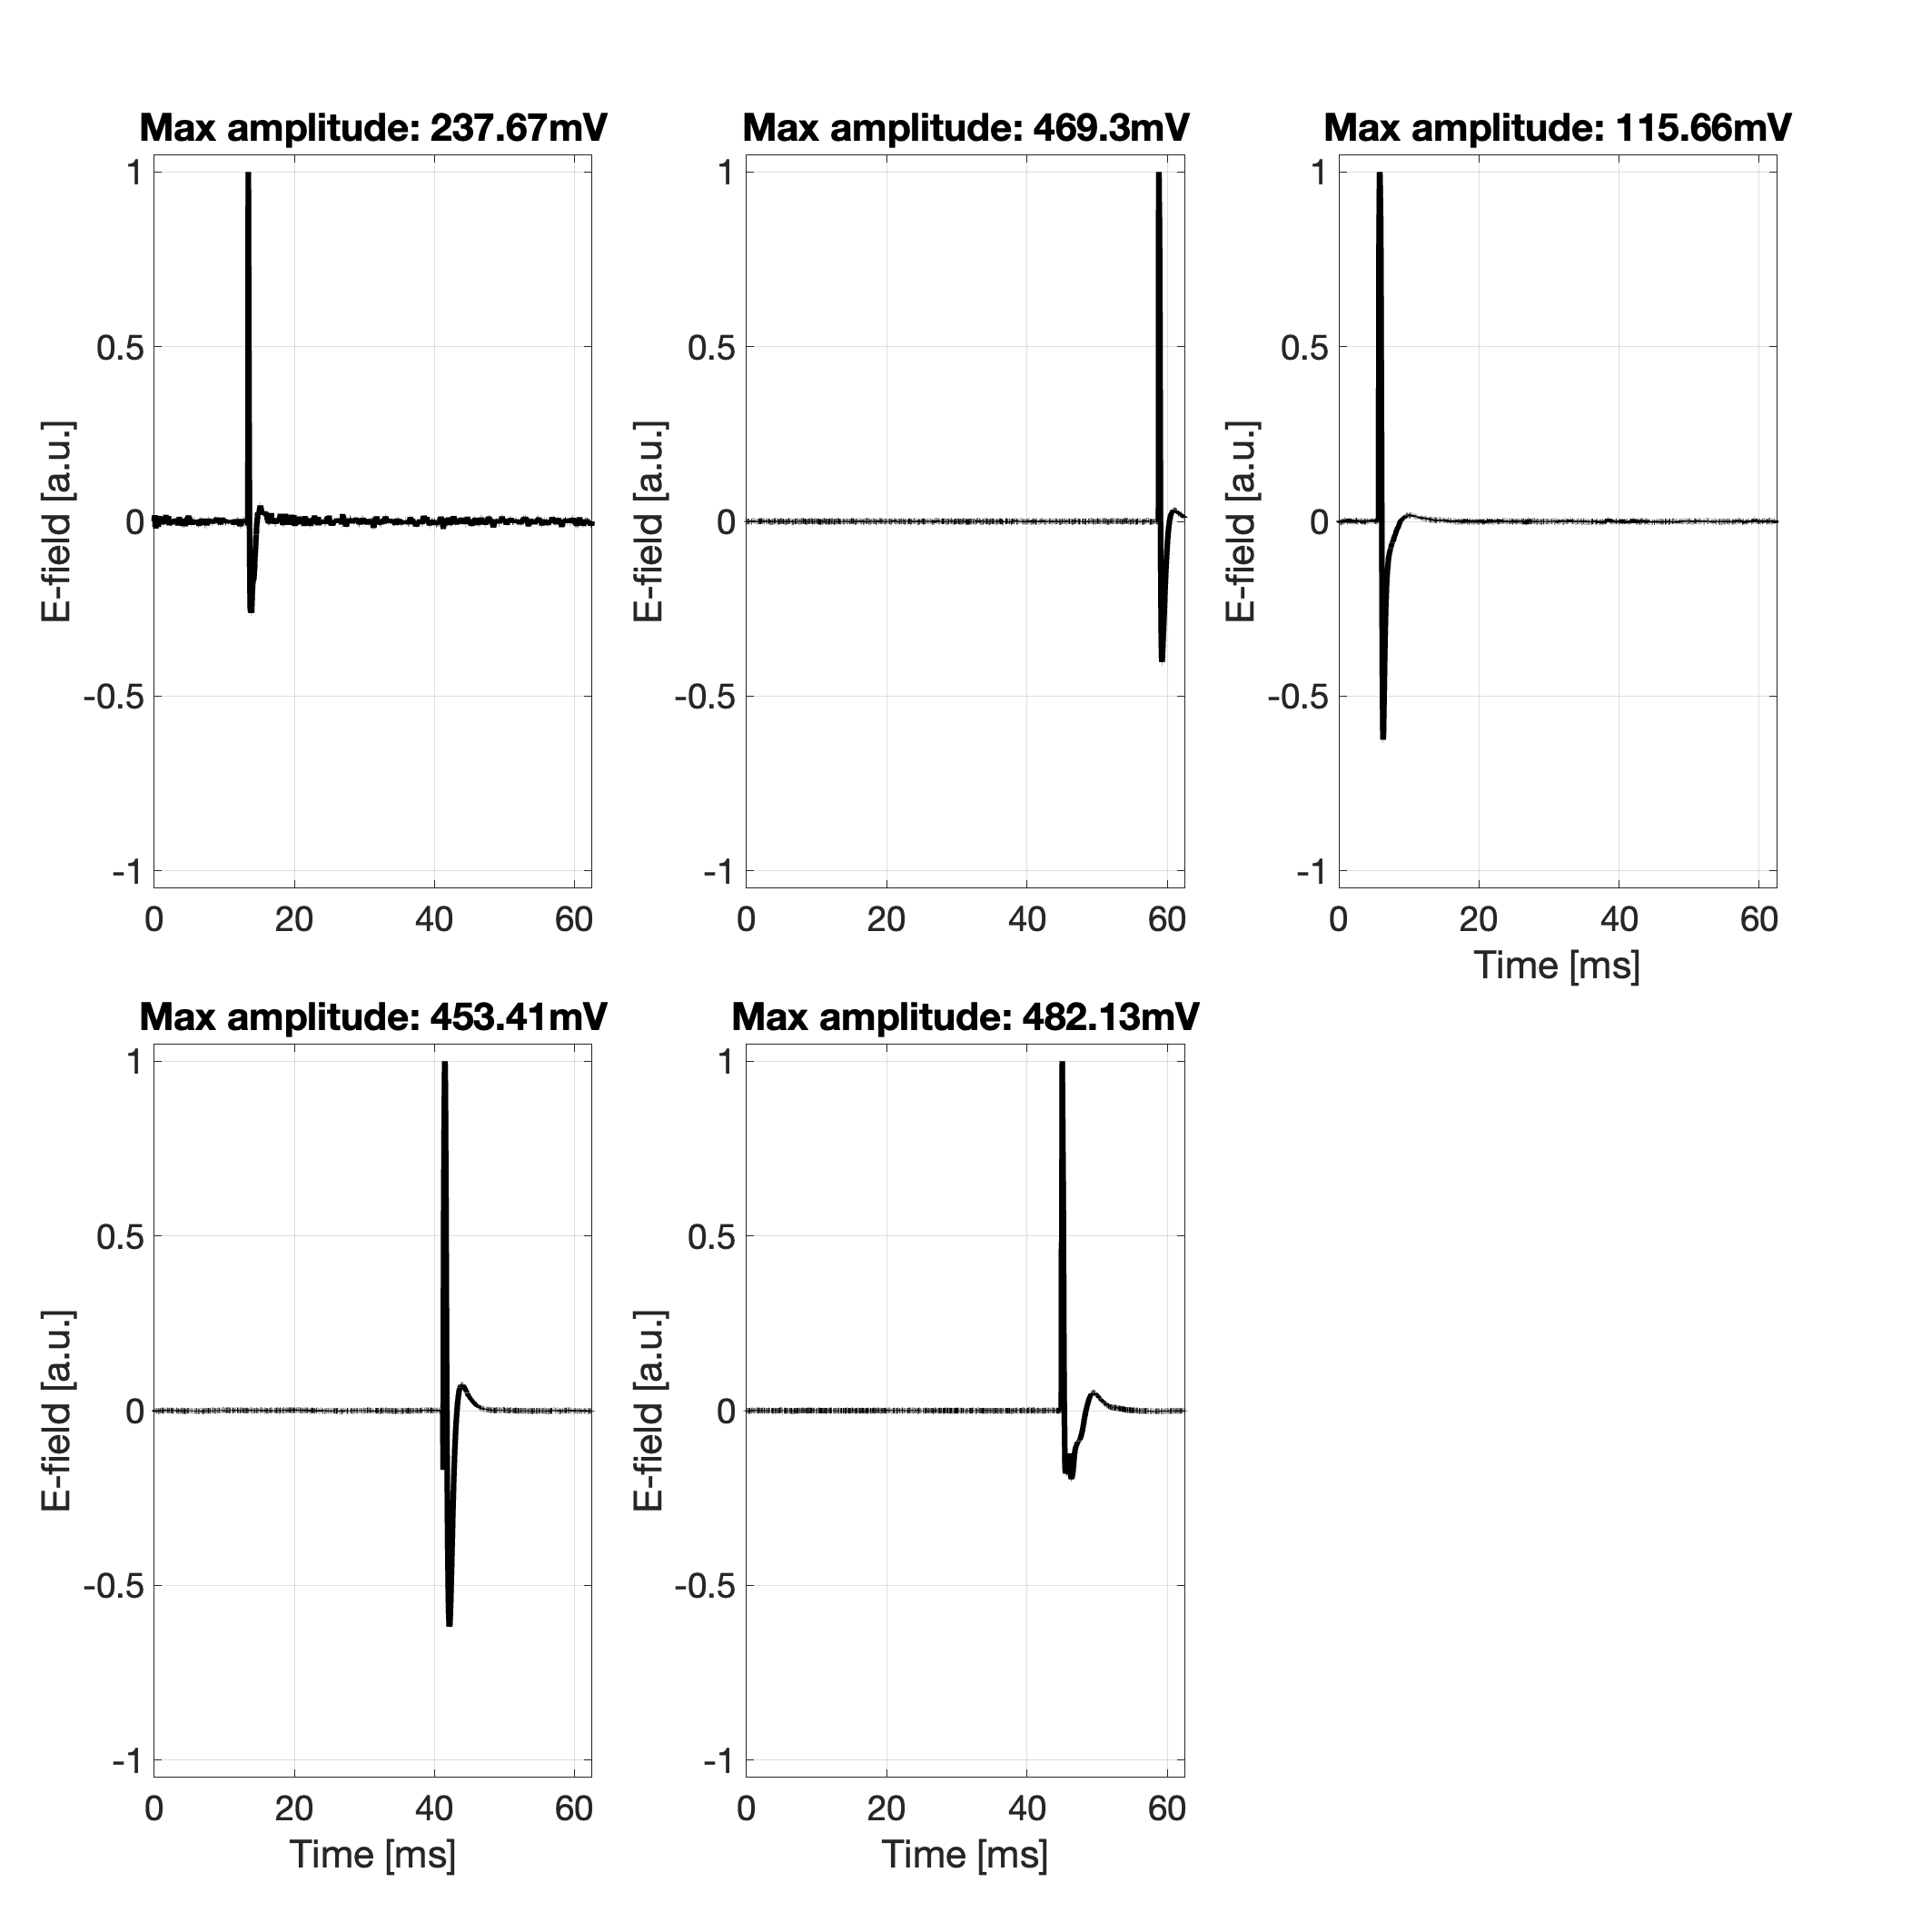 Max amplitude: 237.67mV
1
0.5
0
-0.5
-1
E-field [a.u.]
0 20 40 60
Max amplitude: 469.3mV
1
0.5
0
-0.5
-1
E-field [a.u.]
0 20 40 60
Max amplitude: 115.66mV
1
0.5
0
-0.5
-1
E-field [a.u.]
0 20 40 60
Time [ms]
Max amplitude: 453.41mV
1
0.5
0
-0.5
-1
E-field [a.u.]
0 20 40 60
Time [ms]
Max amplitude: 482.13mV
1
0.5
0
-0.5
-1
E-field [a.u.]
0 20 40 60
Time [ms]